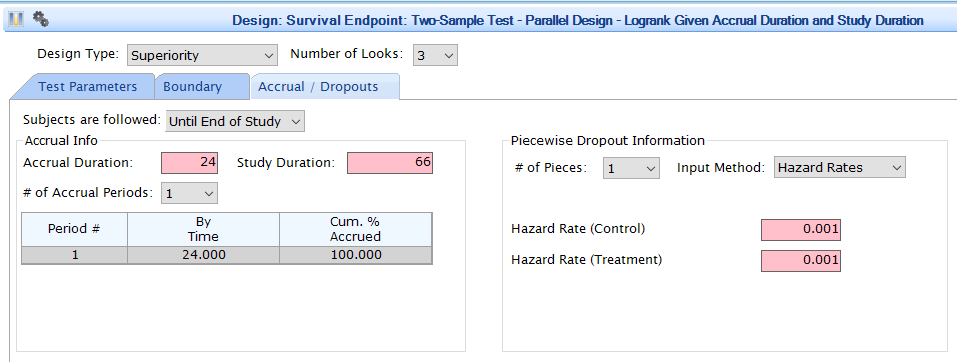 Design: Survival Endpoint: Two-Sample Test - Parallel Design - Logrank Given Accrual Duration and Study Duration
Design Type: Superiority Number of Looks: 3
Test Parameters Boundary Accrual / Dropouts
Subjects are followed: Until End of Study
Accrual Info
Accrual Duration: 24 Study Duration: 66
# of Accrual Periods: 1
Period # By Time Cum. % Accrued
1 24.000 100.000
Piecewise Dropout Information
# of Pieces: 1 Input Method: Hazard Rates
Hazard Rate (Control) 0.001
Hazard Rate (Treatment) 0.001